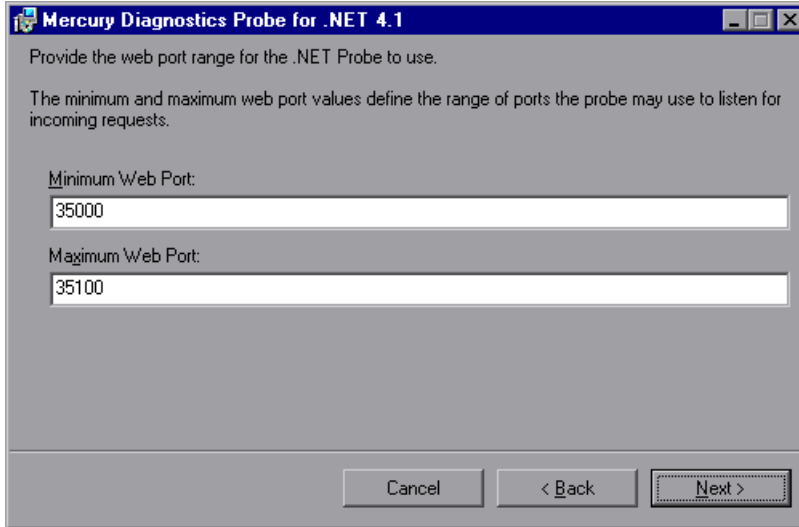 Mercury Diagnostics Probe for .NET 4.1
Provide the web port range for the .NET Probe to use.
The minimum and maximum web port values define the range of ports the probe may use to listen for
incoming requests.
Minimum Web Port:
35000
Maximum Web Port:
35100
Cancel
< Back
Next >